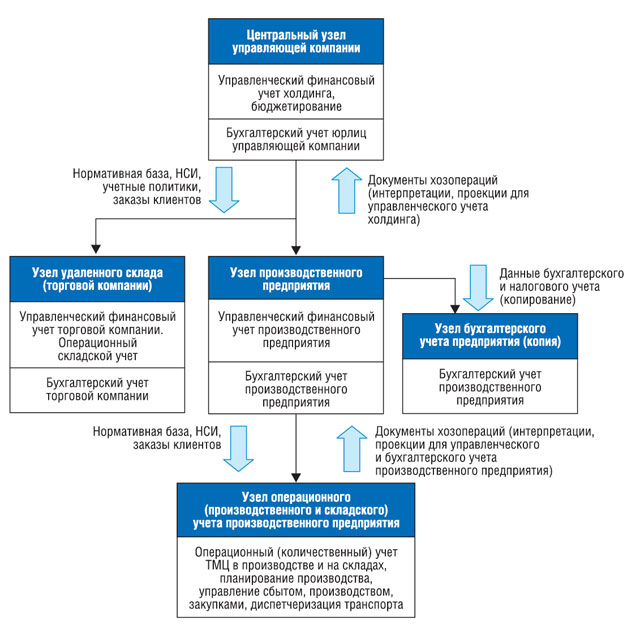 Центральный узел
управляющей компании
Управленческий финансовый
учет холдинга,
бюджетирование
Бухгалтерский учет юрлиц
управляющей компании
Нормативная база, НСИ,
учетные политики,
заказы клиентов
Документы хозопераций
(интерпретации, проекции для
управленческого учета
холдинга)
Узел удаленного склада
(торговой компании)
Управленческий финансовый
учет торговой компании.
Операционный
складской учет
Бухгалтерский учет
торговой компании
Узел производственного
предприятия
Управленческий финансовый
учет производственного
предприятия
Бухгалтерский учет
производственного
предприятия
Данные бухгалтерского
и налогового учета
(копирование)
Узел бухгалтерского
учета предприятия (копия)
Бухгалтерский учет
производственного
предприятия
Нормативная база, НСИ,
заказы клиентов
Документы хозопераций (интерпретации,
проекции для управленческого
и бухгалтерского учета
производственного предприятия)
Узел операционного
(производственного и складского)
учета производственного предприятия
Операционный (количественный) учет
ТМЦ в производстве и на складах,
планирование производства,
управление сбытом, производством,
закупками, диспетчеризация транспорта